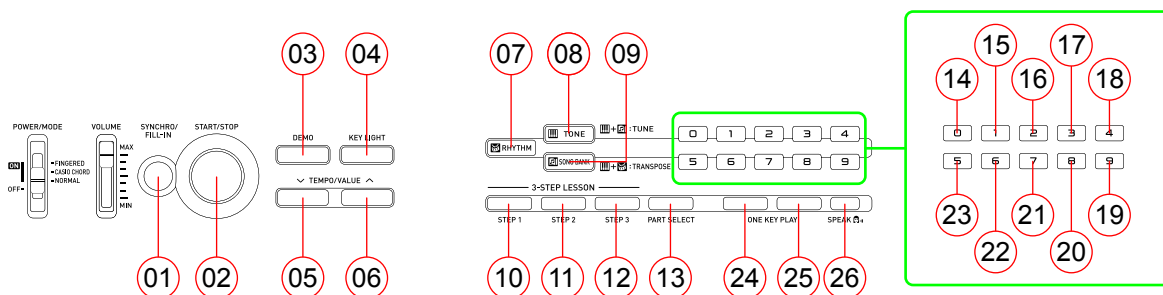 03 04 07 08 09 15 16 17
14 18
POWER/MODE VOLUME SYNCHRO/ FILL-IN START/STOP
DEMO KEY LIGHT
ON
OFF
FINGERED
CASIO CHORD
NORMAL
MAX
MIN
TEMPO/VALUE
RHYTHM
TONE
+ :TUNE
SONG BANK
+ :TRANSPOSE
0 1 2 3 4
5 6 7 8 9
0 1 2 3 4
5 6 7 8 9
3-STEP LESSON
STEP 1 STEP 2 STEP 3 PART SELECT ONE KEY PLAY SPEAK
23 22 21 20 19
01 02 05 06 10 11 12 13 24 25 26